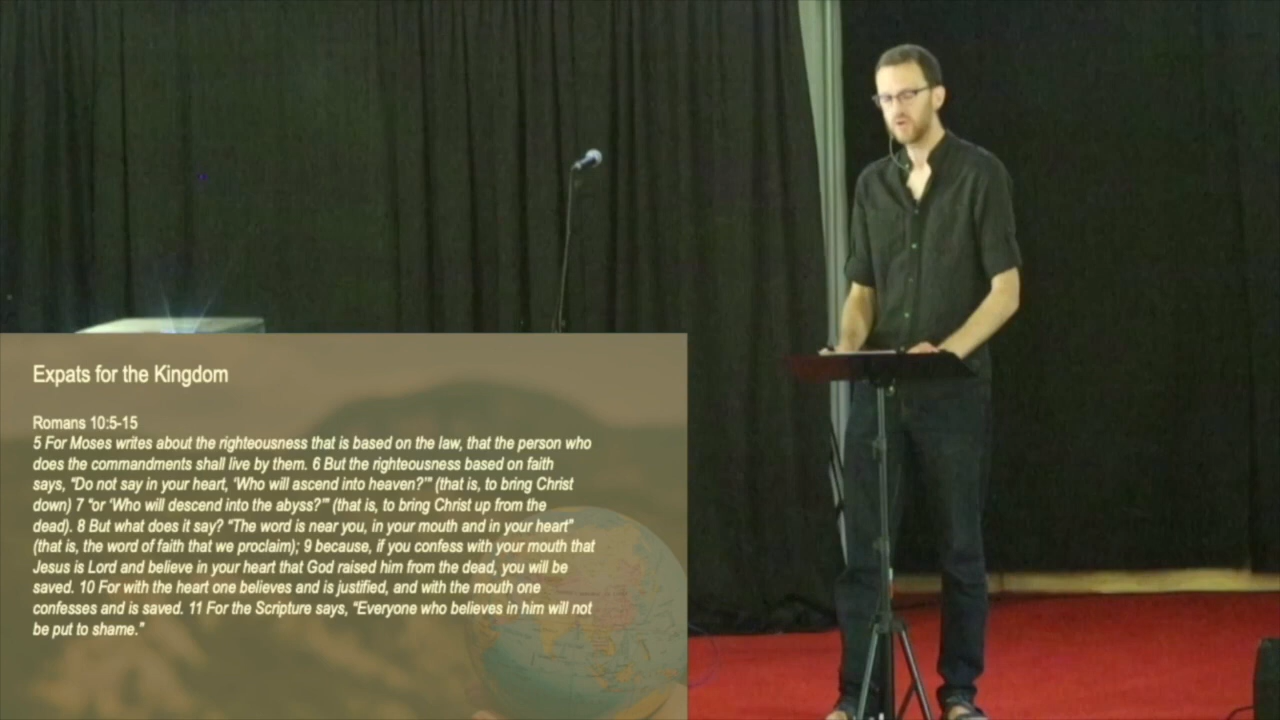 Expats for the Kingdom
Romans 10:5-15
5 For Moses writes about the righteousness that is based on the law, that the person who
does the commandments shall live by them. 6 But the righteousness based on faith
says, “Do not say in your heart, ‘Who will ascend into heaven?’” (that is, to bring Christ
down) 7 “or ‘Who will descend into the abyss?’” (that is, to bring Christ up from the
dead). 8 But what does it say? “The word is near you, in your mouth and in your heart”
(that is, the word of faith that we proclaim); 9 because, if you confess with your mouth that
Jesus is Lord and believe in your heart that God raised him from the dead, you will be
saved. 10 For with the heart one believes and is justified, and with the mouth one
confesses and is saved. 11 For the Scripture says, “Everyone who believes in him will not
be put to shame.”